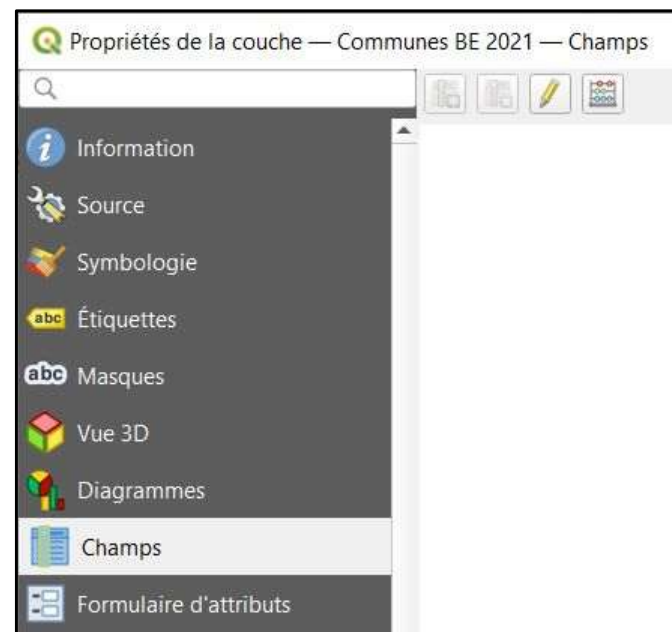 Propriétés de la couche — Communes BE 2021 — Champs
Information
Source
Symbologie
abc Étiquettes
abc Masques
Vue 3D
Diagrammes
Champs
Formulaire d'attributs